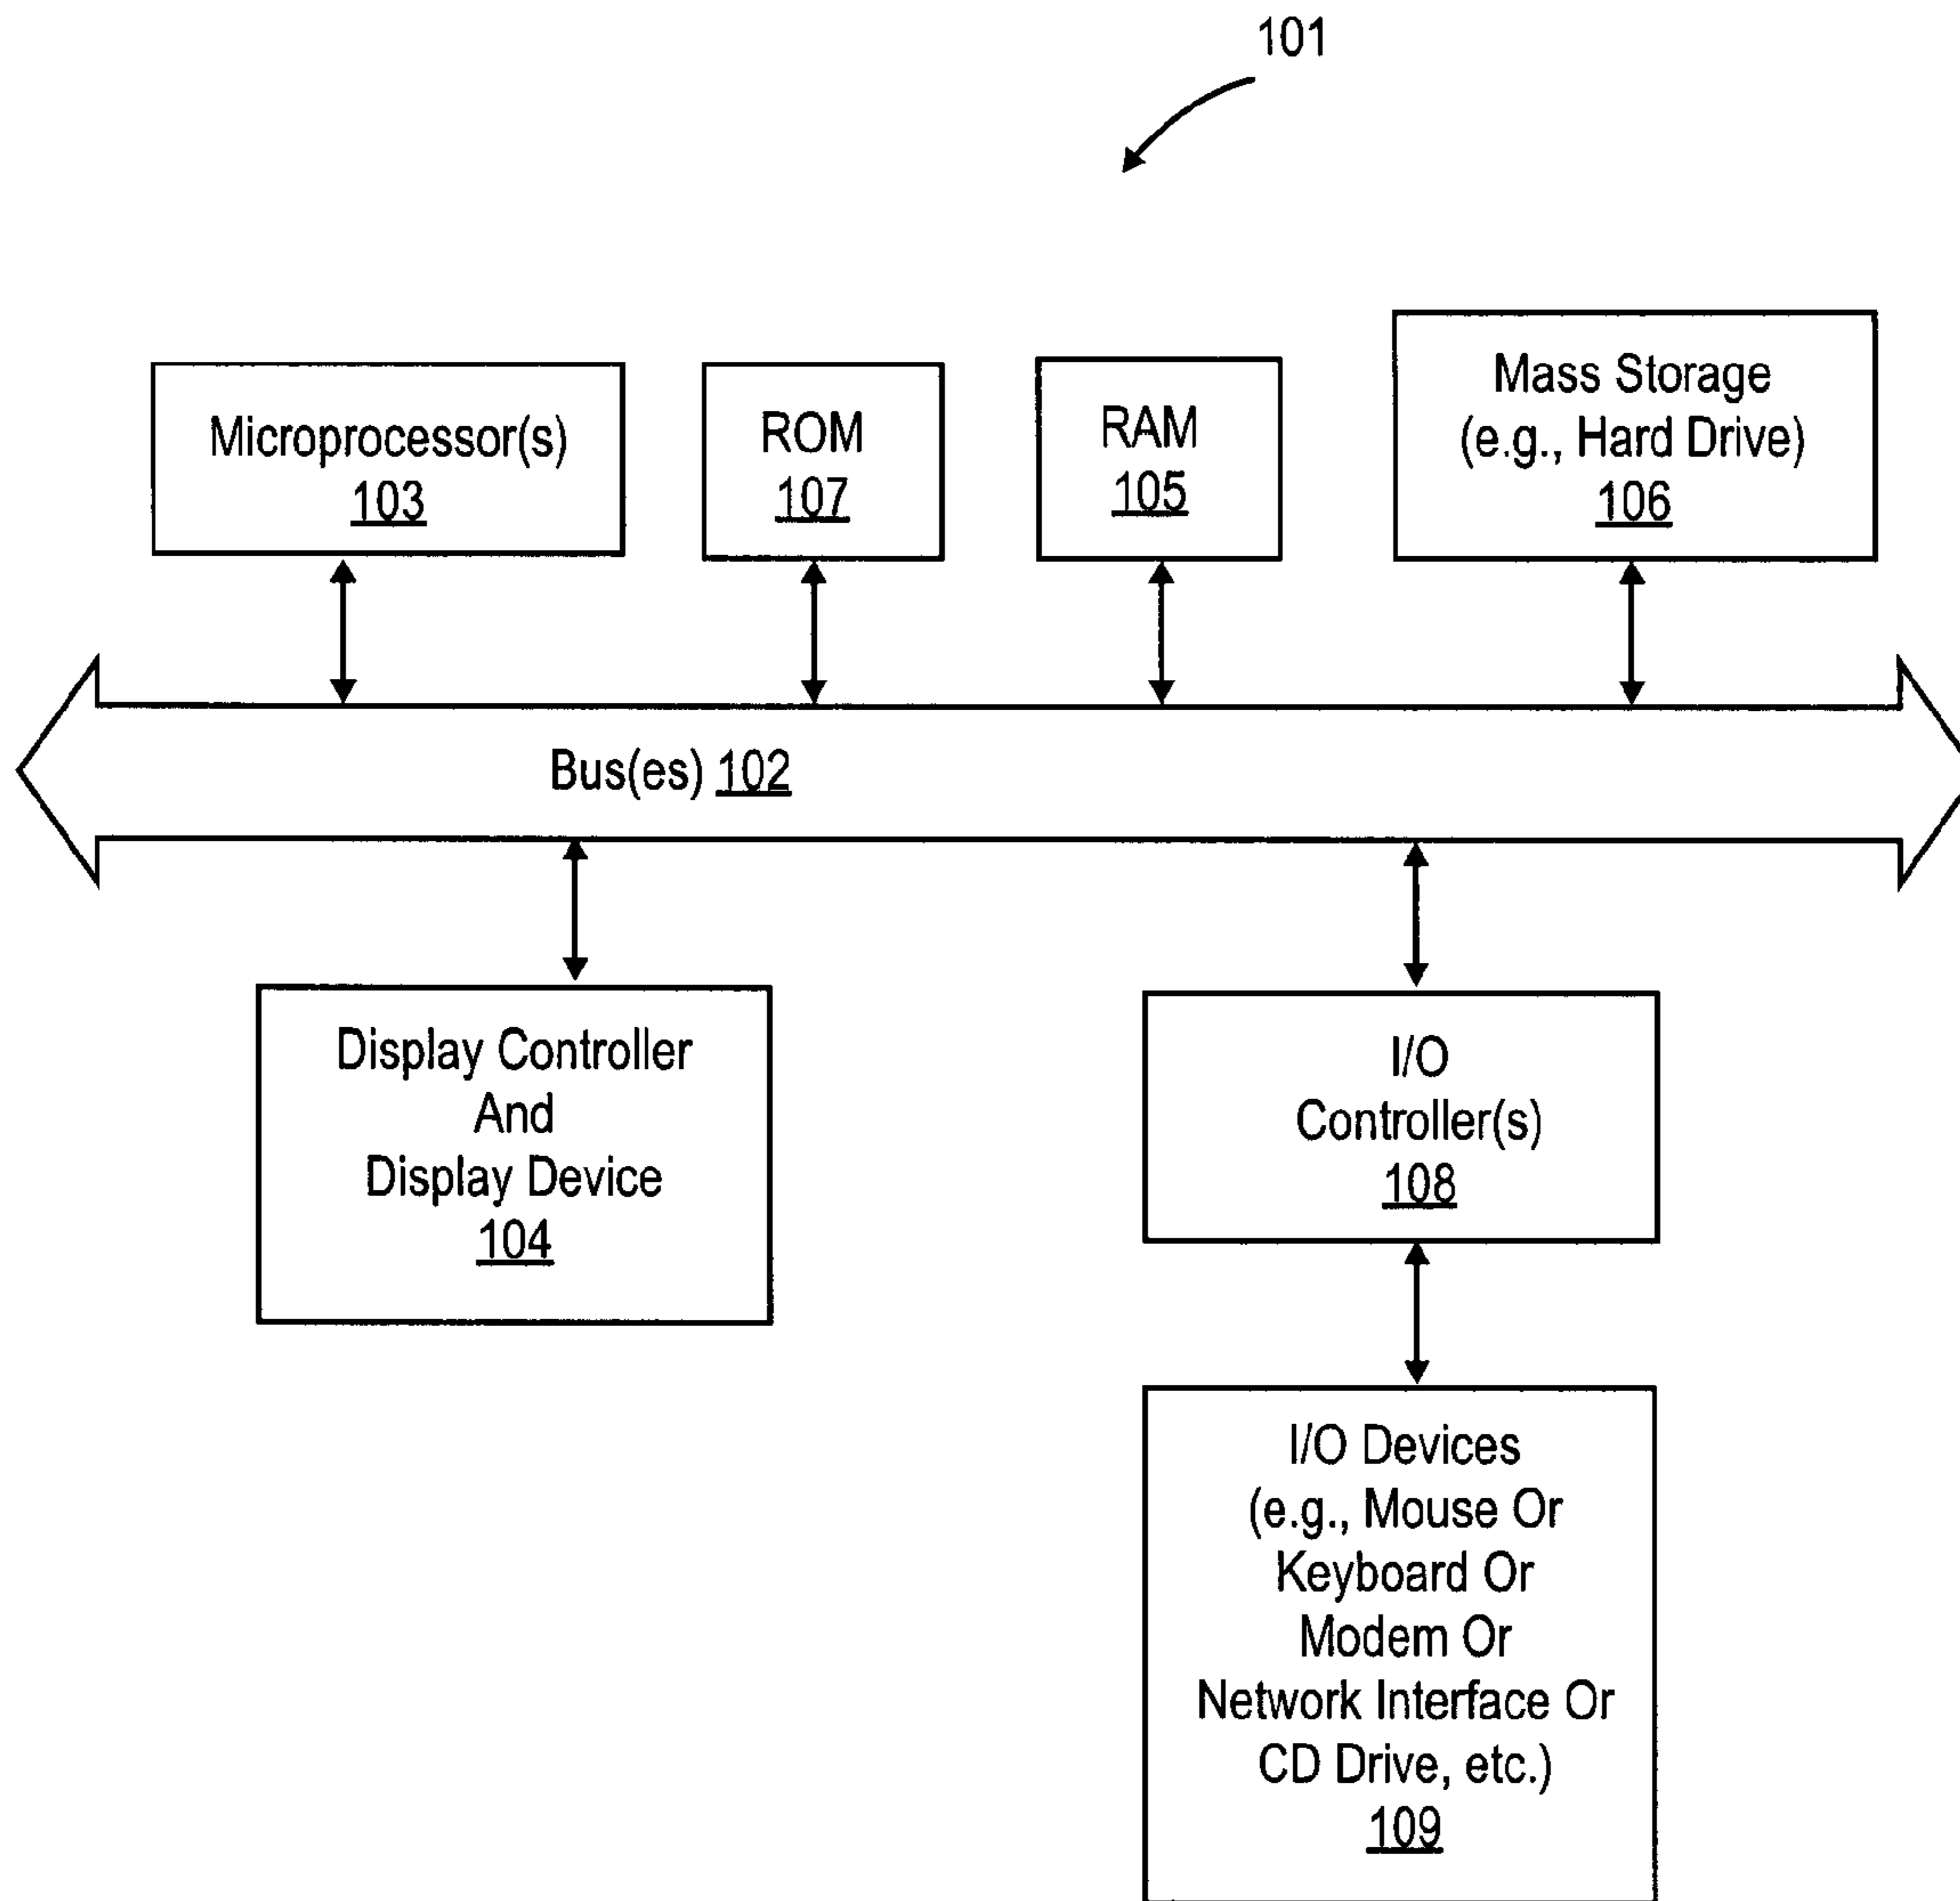 101
Microprocessor(s)
103
ROM
107
RAM
105
Mass Storage
(e.g., Hard Drive)
106
Bus(es) 102
Display Controller
And
Display Device
104
I/O
Controller(s)
108
I/O Devices
(e.g., Mouse Or
Keyboard Or
Modem Or
Network Interface Or
CD Drive, etc.)
109